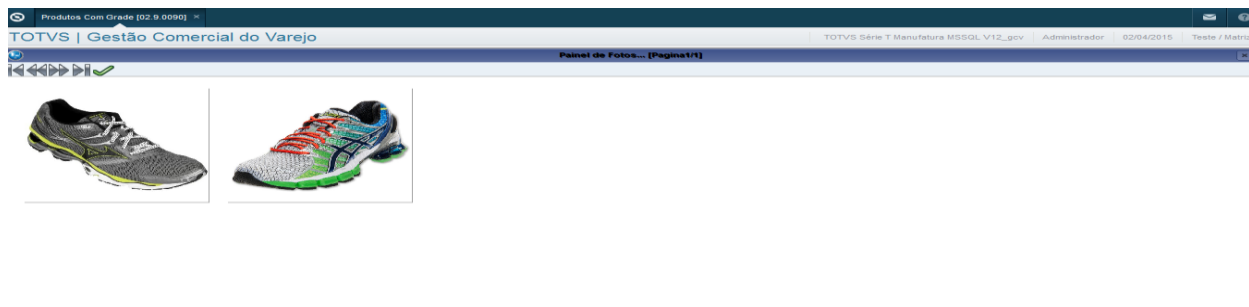 Produtos Com Grade [02.9.0090] ×
TOTVS | Gestão Comercial do Varejo
TOTVS Série T Manufatura MSSQL V12_gcv | Administrador | 02/04/2015 | Teste / Matriz
Painel de Fotos... [Pagina1/1]